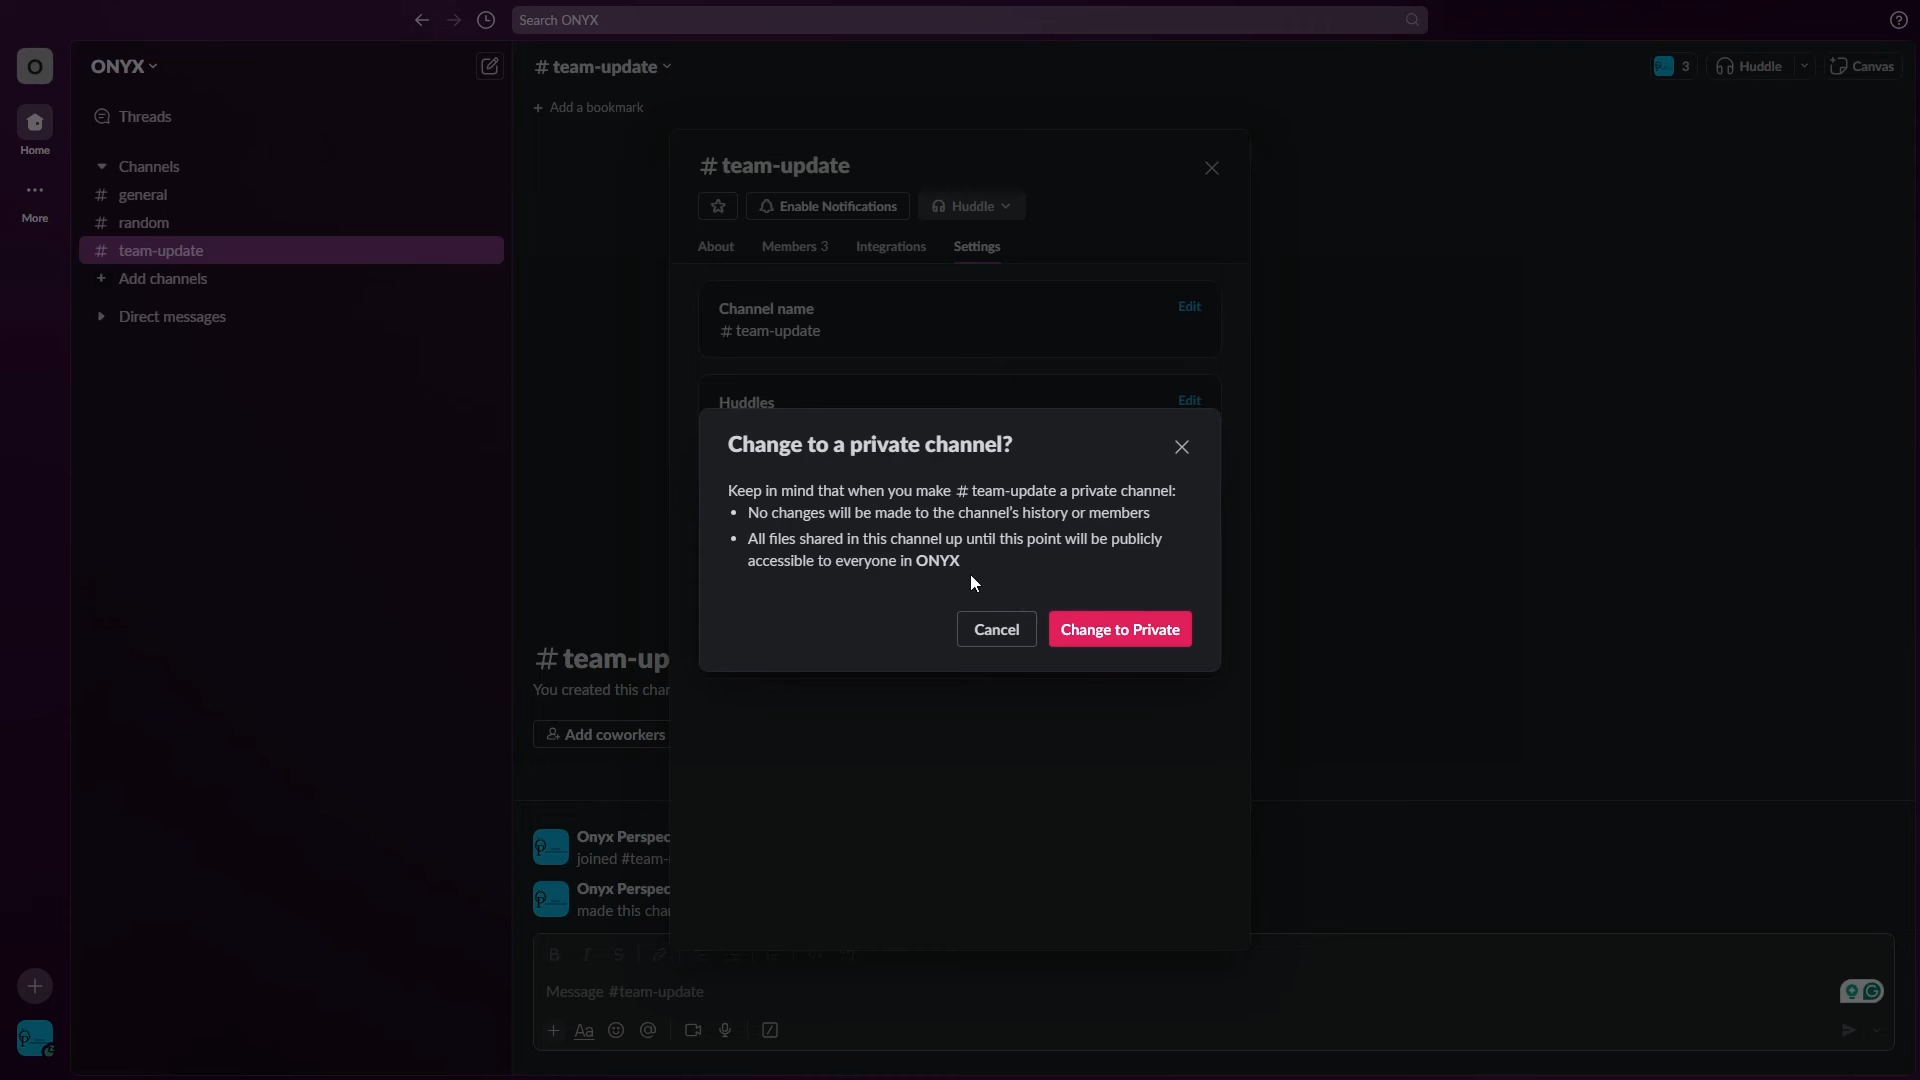 Search ONYX
O
ONYX
# team-update
3
Huddle
Canvas
Add a bookmark
Home
More
Threads
Channels
# general
# random
# team-update
+ Add channels
Direct messages
# team-update
Enable Notifications
Huddle
About
Members 3
Integrations
Settings
Channel name
Edit
# team-update
Huddles
Edit
Change to a private channel?
Keep in mind that when you make # team-update a private channel:
• No changes will be made to the channel's history or members
• All files shared in this channel up until this point will be publicly
accessible to everyone in ONYX
Cancel
Change to Private
# team-up
You created this
Add coworkers
Onyx
joined
Onyx
made this
B I S
Message #team-update
Aa